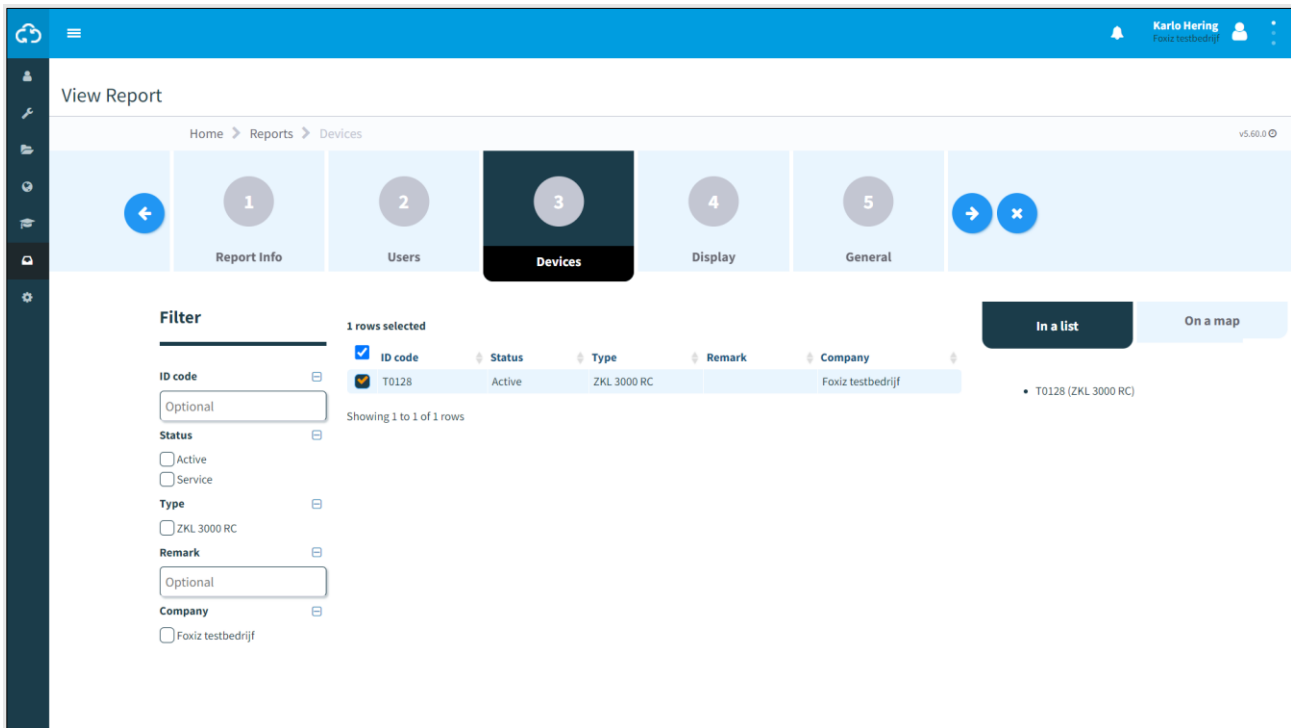 Karlo Hering
Foxiz testbedrijf
View Report
Home Reports Devices
v5.60.0
1 2 3 4 5
Report Info Users Devices Display General
Filter
ID code
Optional
Status
Active
Service
Type
ZKL 3000 RC
Remark
Optional
Company
Foxiz testbedrijf
1 rows selected
ID code Status Type Remark Company
T0128 Active ZKL 3000 RC Foxiz testbedrijf
Showing 1 to 1 of 1 rows
In a list On a map
• T0128 (ZKL 3000 RC)